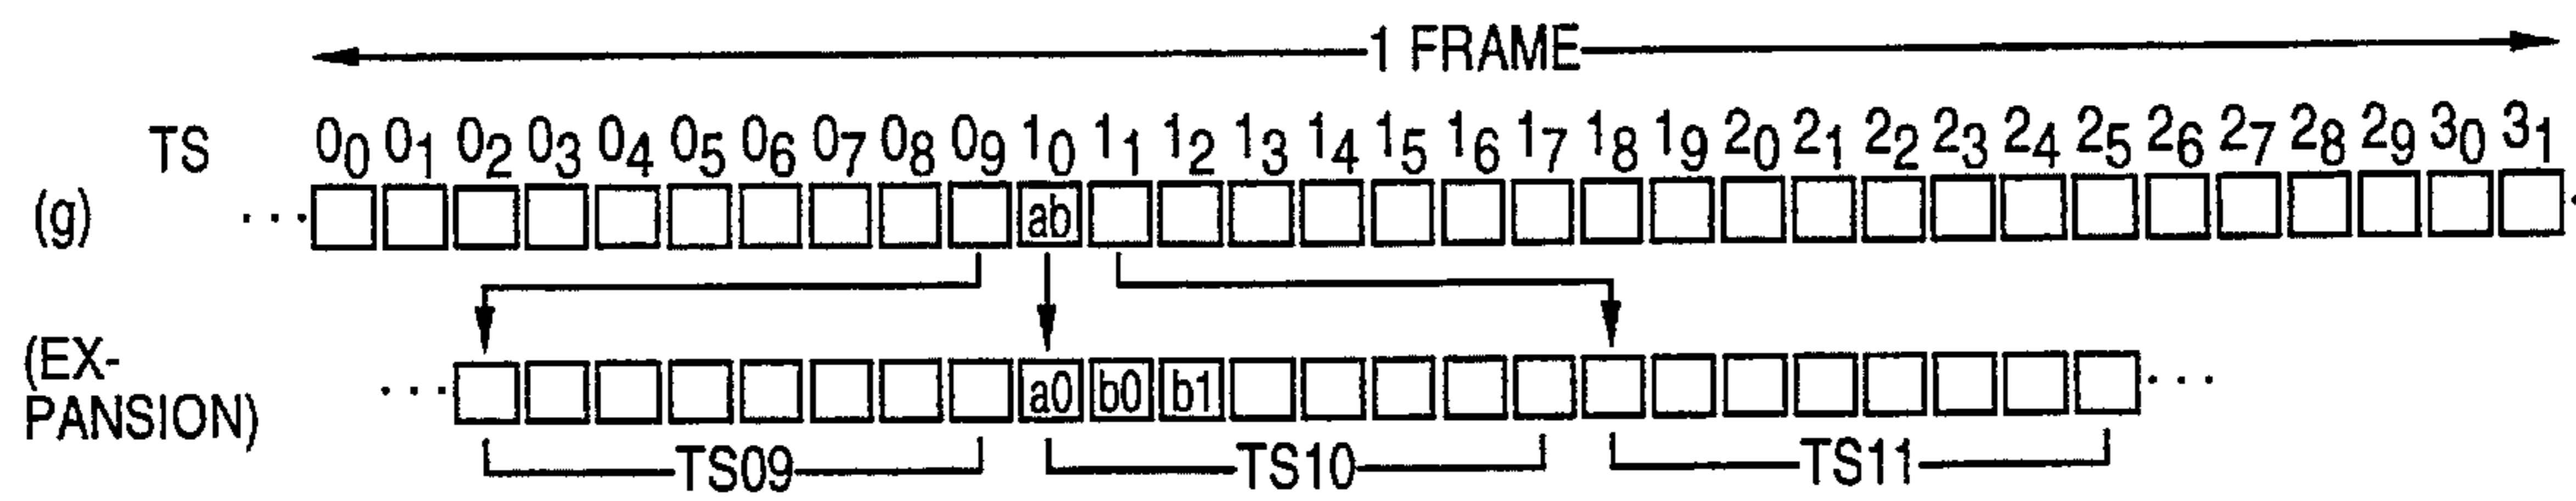 1 FRAME
TS 00 01 02 03 04 05 06 07 08 09 10 11 12 13 14 15 16 17 18 19 20 21 22 23 24 25 26 27 28 29 30 31
(g) ... ab
(EX-
PANSION) ... a0 b0 b1 ...
TS09 TS10 TS11